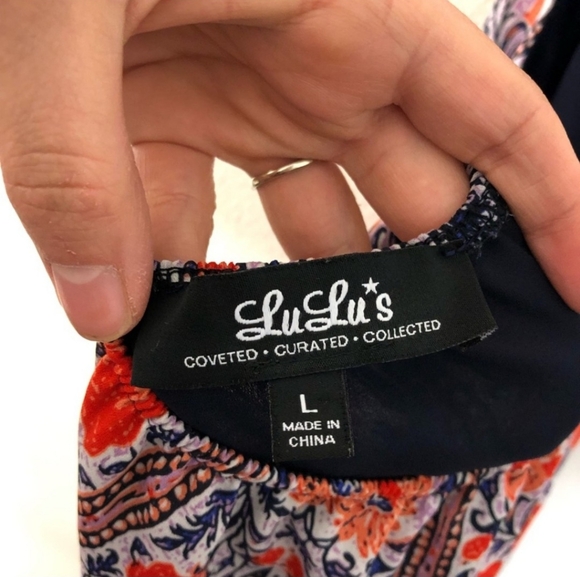 LuLu's
COVETED • CURATED • COLLECTED
L
MADE IN
CHINA